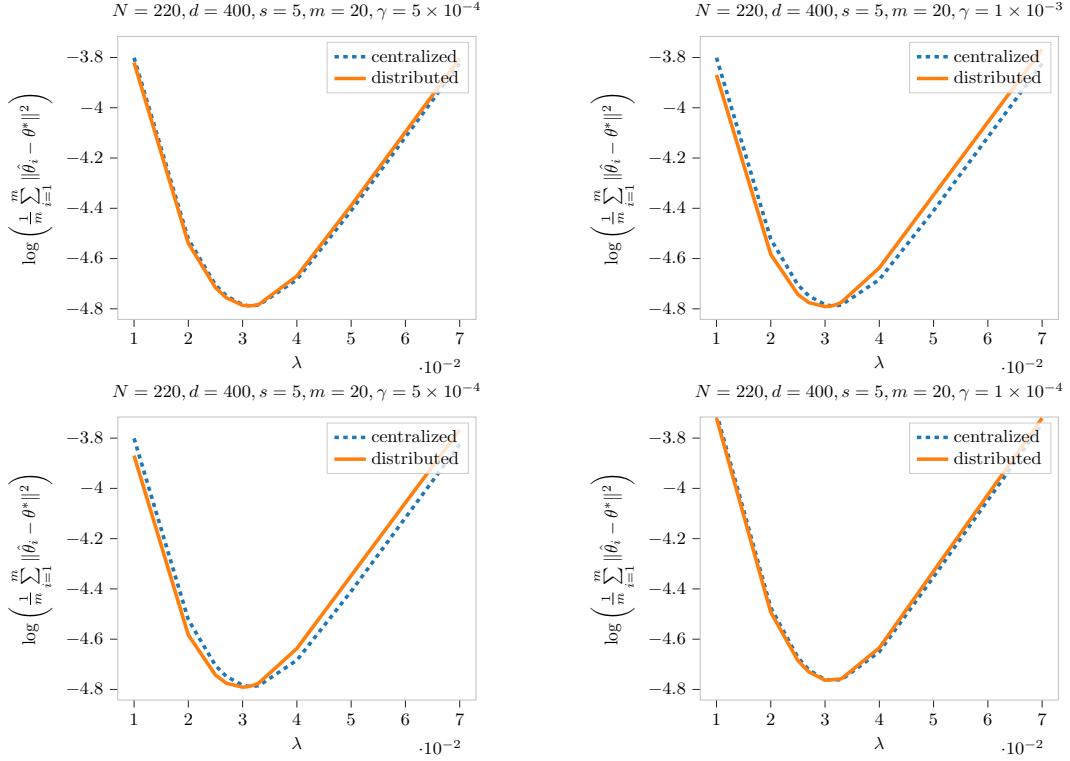 N = 220, d = 400, s = 5, m = 20, γ = 5 × 10⁻⁴
centralized
distributed
−3.8
−4
−4.2
−4.4
−4.6
−4.8
log ( 1/m ∑_{i=1}^{m} ||θ̂_i − θ*||² )
1 2 3 4 5 6 7
λ
·10⁻²
N = 220, d = 400, s = 5, m = 20, γ = 1 × 10⁻³
centralized
distributed
−3.8
−4
−4.2
−4.4
−4.6
−4.8
log ( 1/m ∑_{i=1}^{m} ||θ̂_i − θ*||² )
1 2 3 4 5 6 7
λ
·10⁻²
N = 220, d = 400, s = 5, m = 20, γ = 5 × 10⁻⁴
centralized
distributed
−3.8
−4
−4.2
−4.4
−4.6
−4.8
log ( 1/m ∑_{i=1}^{m} ||θ̂_i − θ*||² )
1 2 3 4 5 6 7
λ
·10⁻²
N = 220, d = 400, s = 5, m = 20, γ = 1 × 10⁻⁴
centralized
distributed
−3.8
−4
−4.2
−4.4
−4.6
−4.8
log ( 1/m ∑_{i=1}^{m} ||θ̂_i − θ*||² )
1 2 3 4 5 6 7
λ
·10⁻²